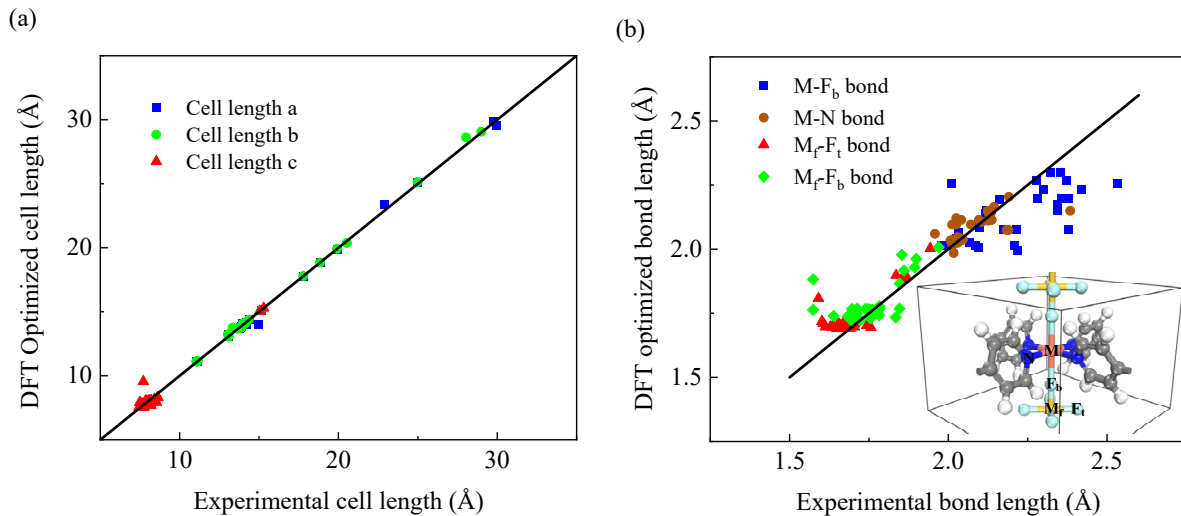 (a)
DFT Optimized cell length (Å)
30
20
10
Cell length a
Cell length b
Cell length c
10
20
30
Experimental cell length (Å)
(b)
DFT optimized bond length (Å)
2.5
2.0
1.5
M-Fb bond
M-N bond
Mf-Ft bond
Mf-Fb bond
M
N
Fb
Mf Ft
1.5
2.0
2.5
Experimental bond length (Å)